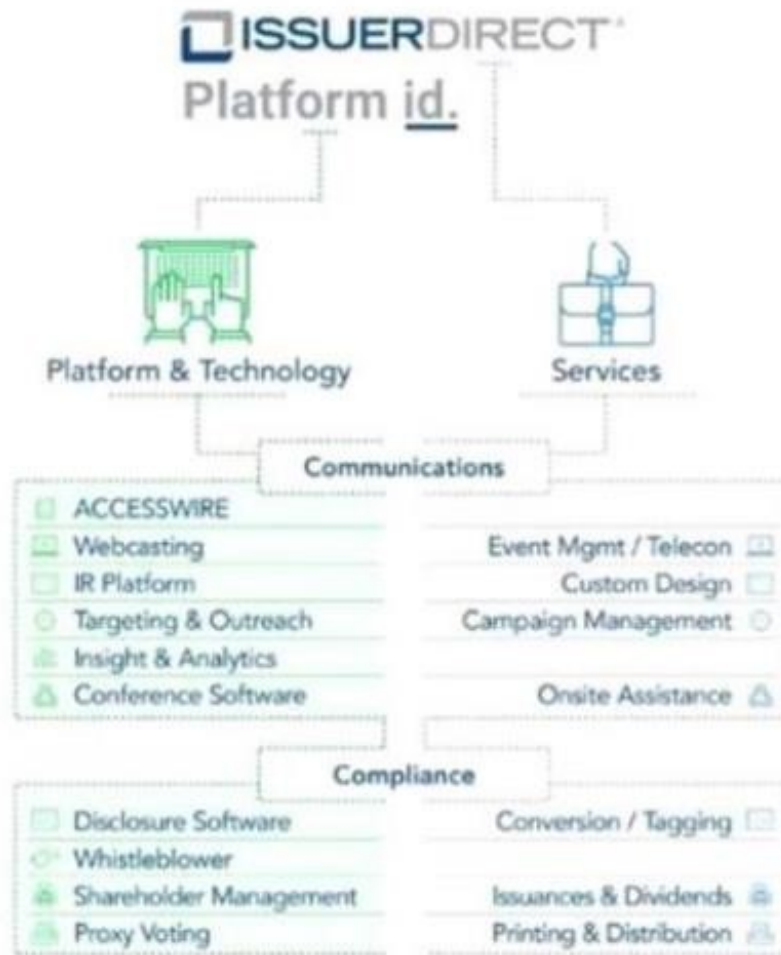 ISSUERDIRECT
Platform id.
Platform & Technology
Services
Communications
ACCESSWIRE
Webcasting
Event Mgmt / Telecon
IR Platform
Custom Design
Targeting & Outreach
Campaign Management
Insight & Analytics
Conference Software
Onsite Assistance
Compliance
Disclosure Software
Conversion / Tagging
Whistleblower
Shareholder Management
Issuances & Dividends
Proxy Voting
Printing & Distribution